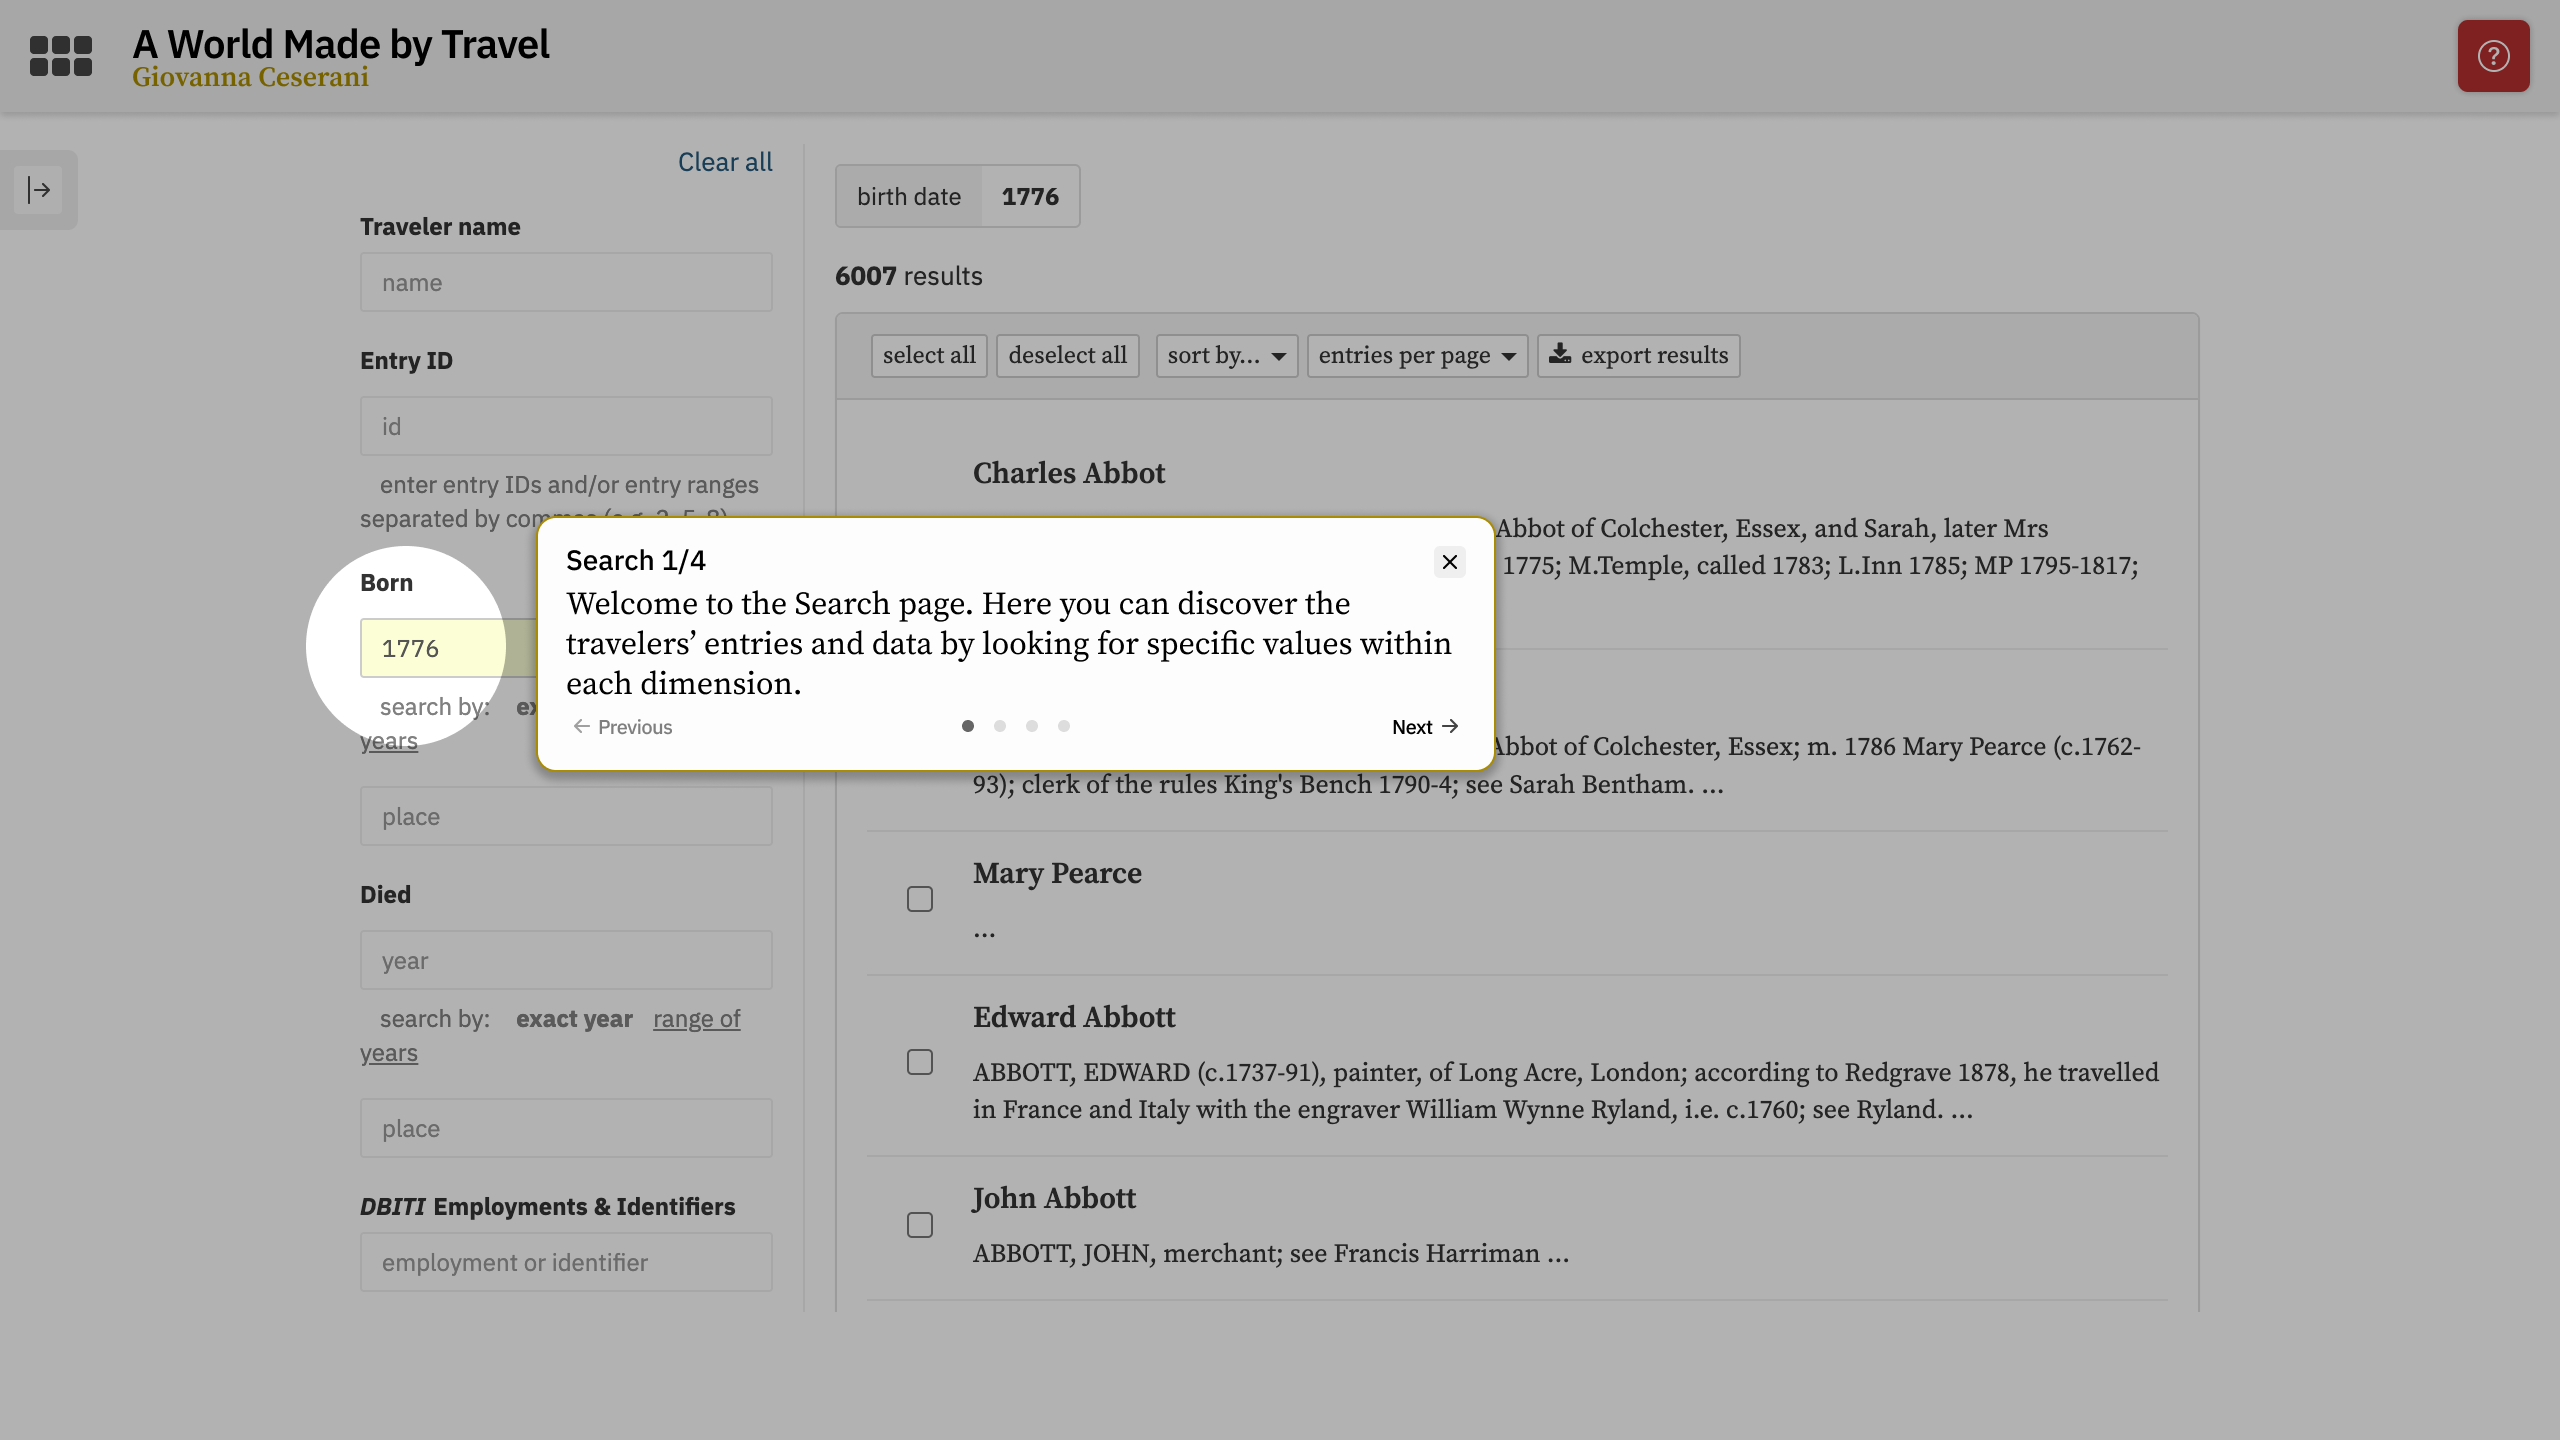 A World Made by Travel
Giovanna Ceserani
Clear all
Traveler name
name
Entry ID
id
enter entry IDs and/or entry ranges
separated by commas (e.g. 3, 5-8)
Born
1776
search by:
years
place
Died
year
search by: exact year range of
years
place
DBITI Employments & Identifiers
employment or identifier
birth date 1776
6007 results
select all deselect all sort by... entries per page export results
Charles Abbot
Abbot of Colchester, Essex, and Sarah, later Mrs
1775; M.Temple, called 1783; L.Inn 1785; MP 1795-1817;
Abbot of Colchester, Essex; m. 1786 Mary Pearce (c.1762-
93); clerk of the rules King's Bench 1790-4; see Sarah Bentham. ...
Mary Pearce
...
Edward Abbott
ABBOTT, EDWARD (c.1737-91), painter, of Long Acre, London; according to Redgrave 1878, he travelled
in France and Italy with the engraver William Wynne Ryland, i.e. c.1760; see Ryland. ...
John Abbott
ABBOTT, JOHN, merchant; see Francis Harriman ...
Search 1/4
Welcome to the Search page. Here you can discover the
travelers’ entries and data by looking for specific values within
each dimension.
Previous
Next